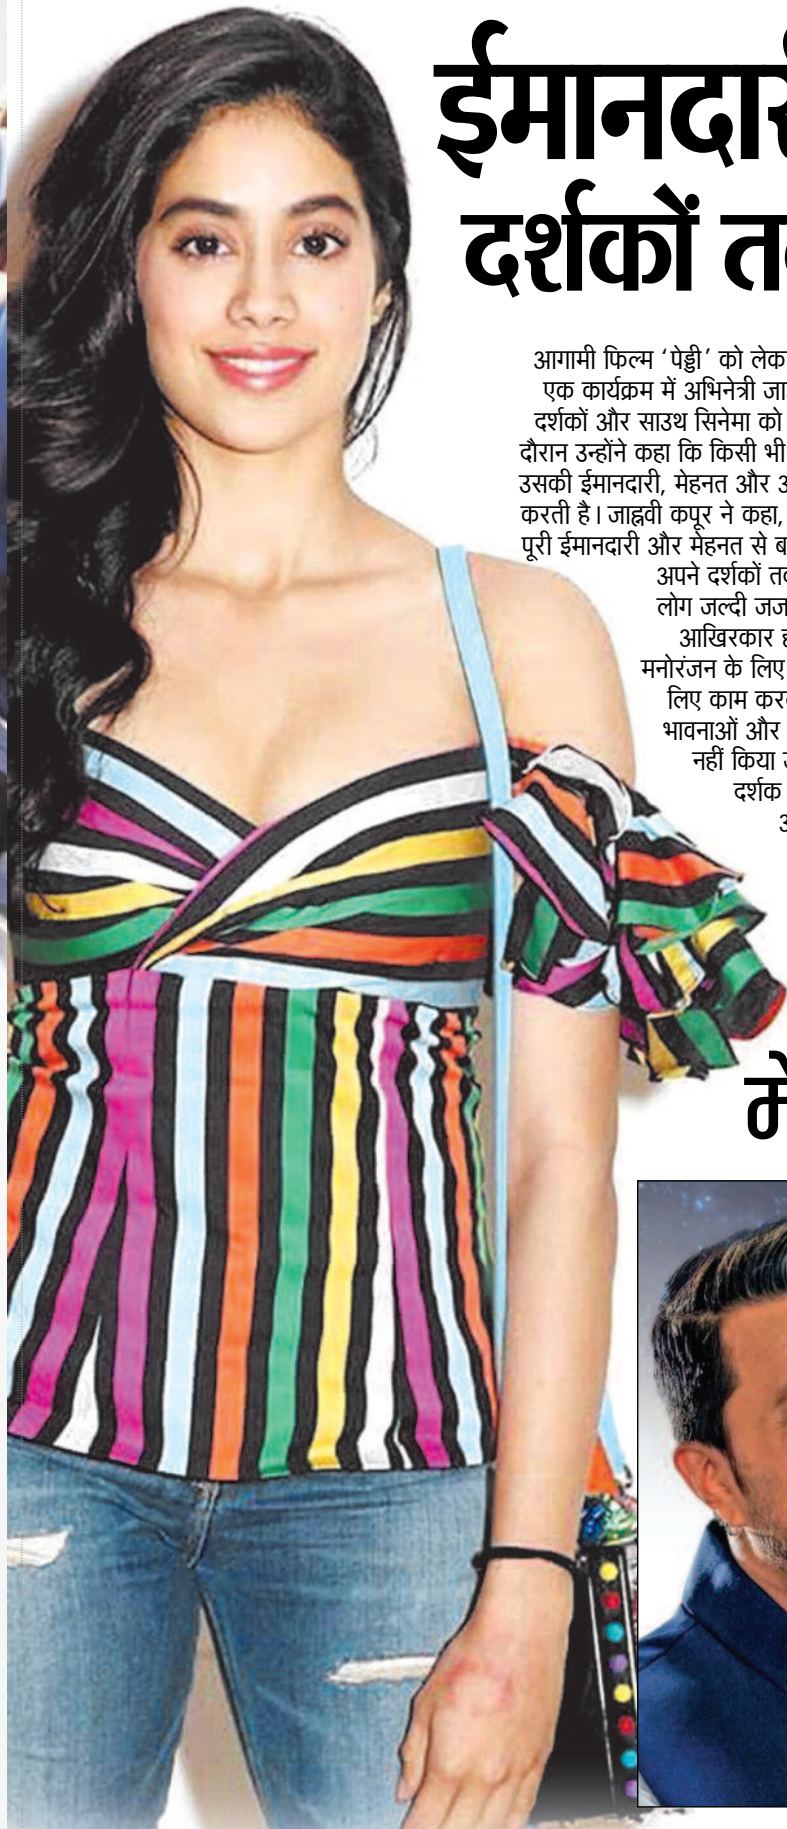 ईमानदार
दर्शकों
आगामी फिल्म ‘पेड्डी’ को
एक कार्यक्रम में अभिनेत्री
दर्शकों और साउथ सिनेमा को
दौरान उन्होंने कहा कि किसी भी
उसकी ईमानदारी, मेहनत और
करती है। जाह्नवी कपूर ने कहा,
पूरी ईमानदारी और मेहनत से
अपने दर्शकों
लोग जल्दी
आखिरकार
मनोरंजन के लिए
लिए काम
भावनाओं और
नहीं किया
दर्शक